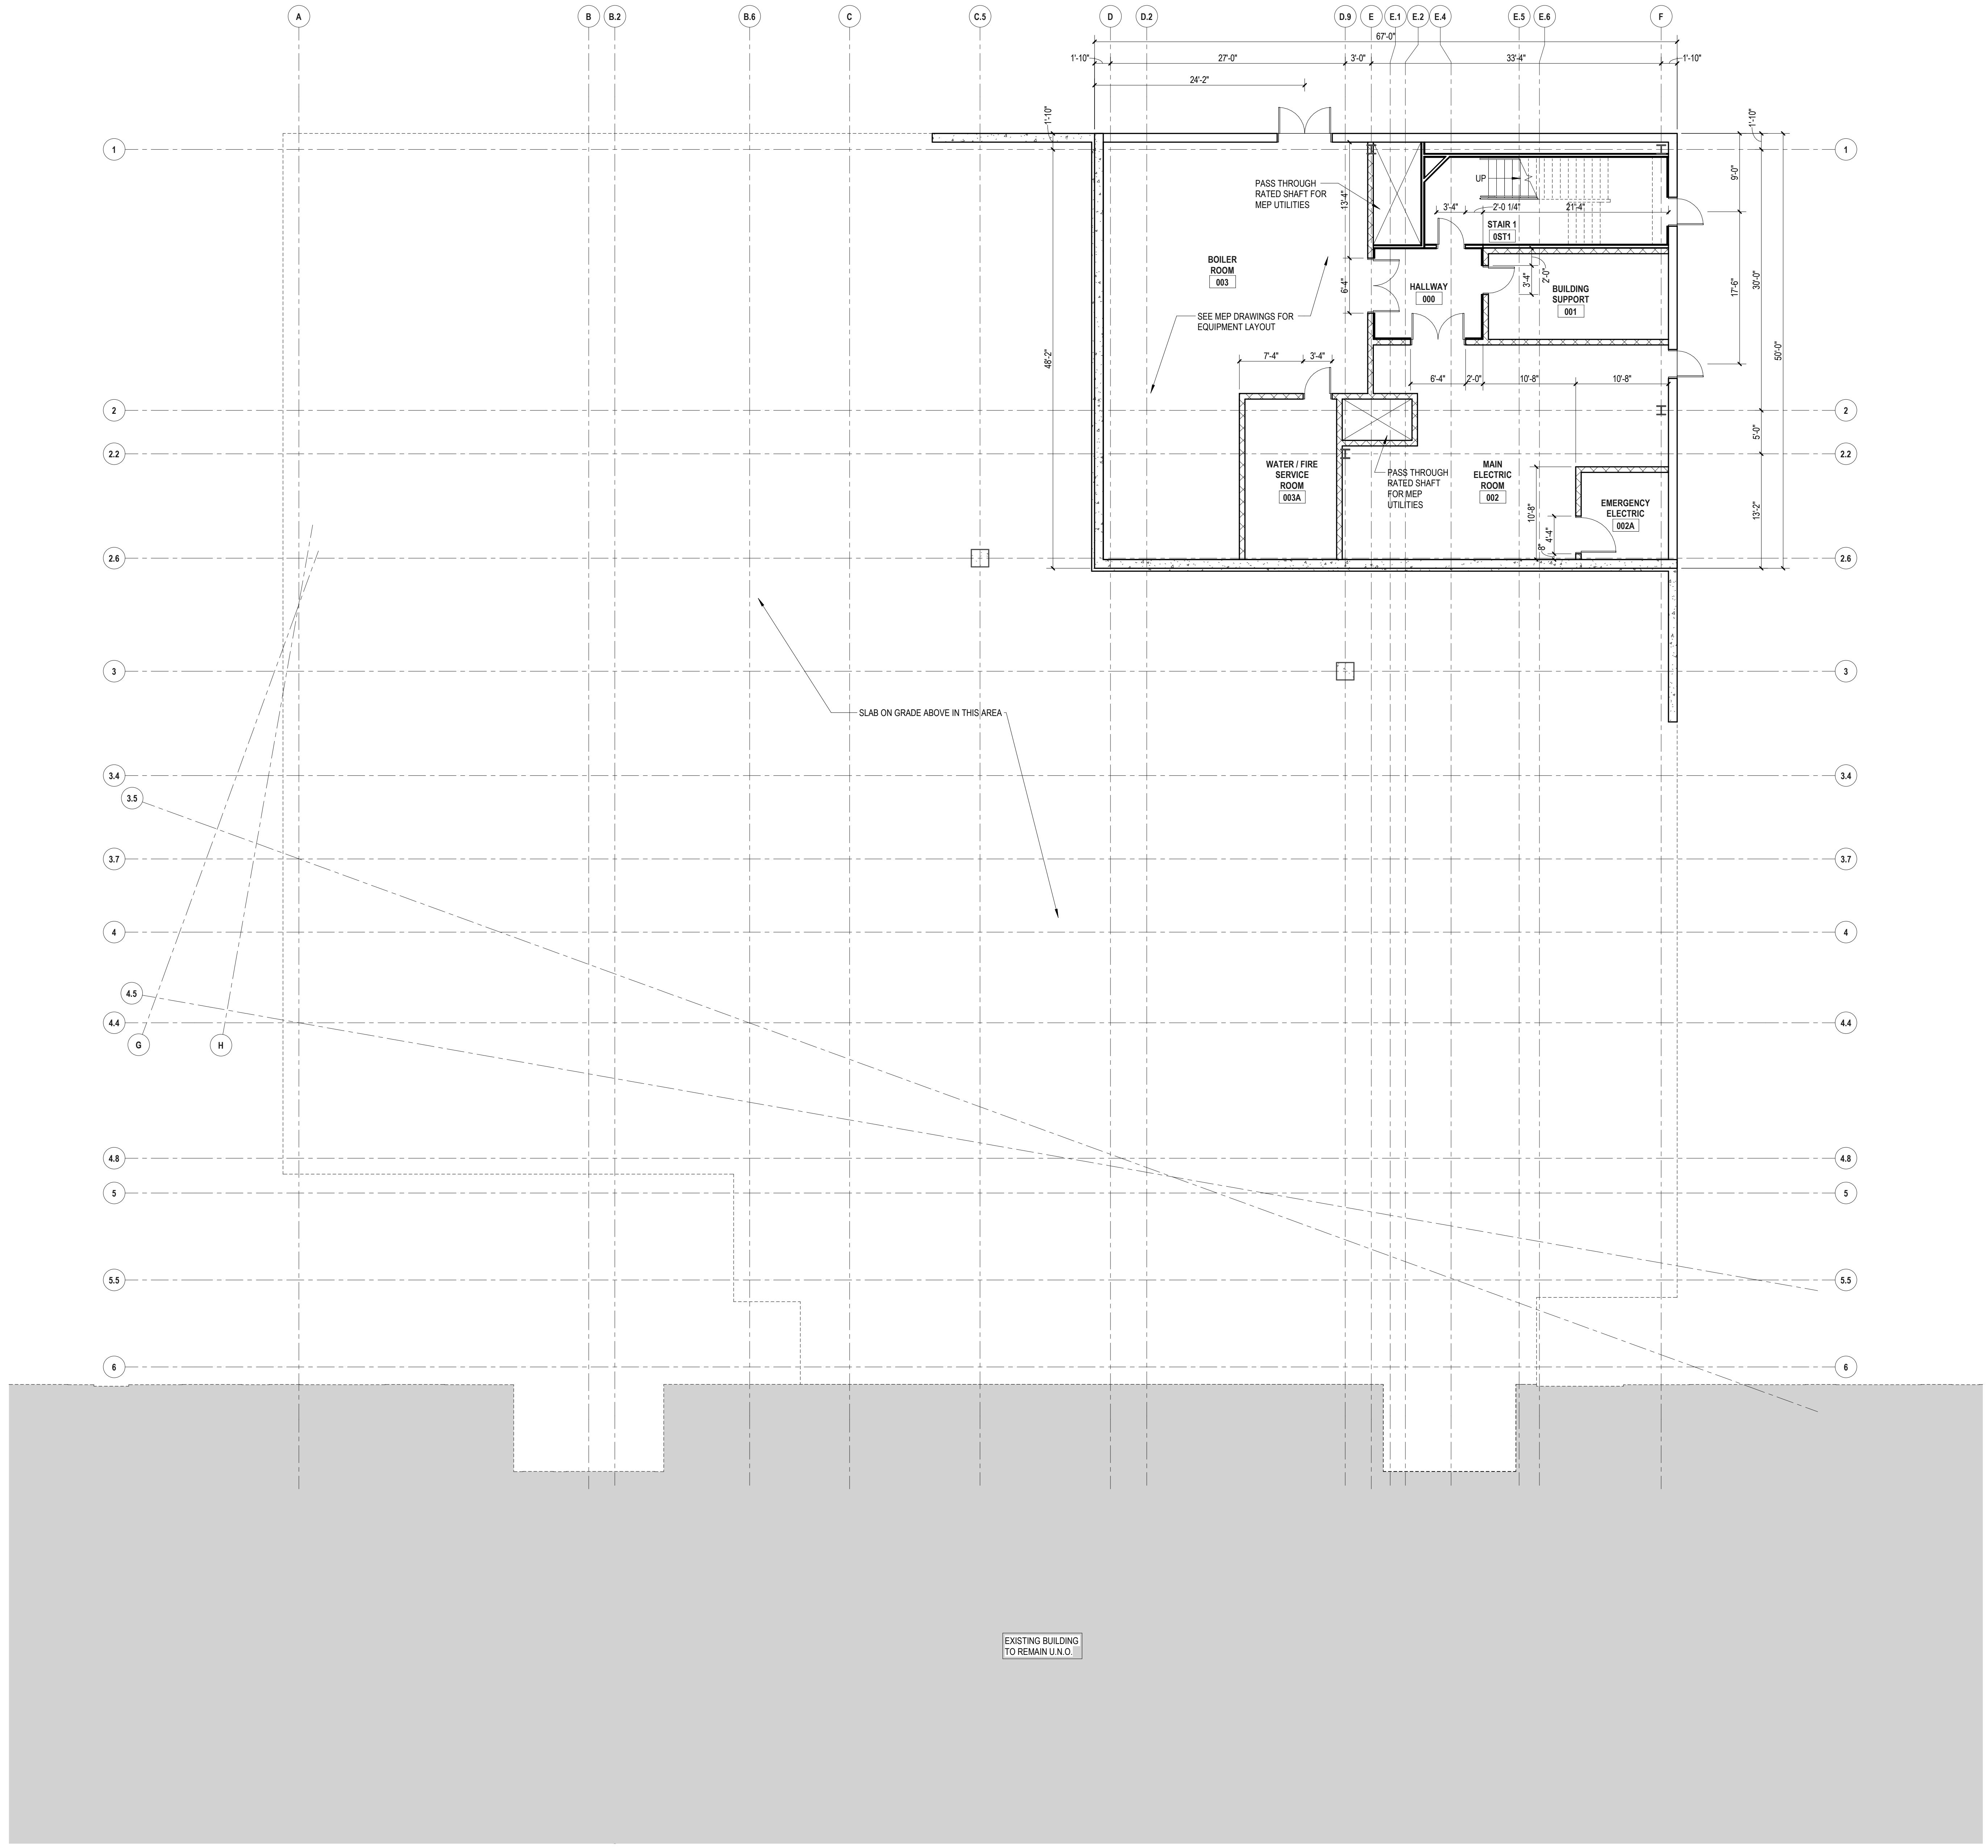 A
B
B.2
B.6
C
C.5
D
D.2
D.9
E
E.1
E.2
E.4
E.5
E.6
F
67'-0"
1'-10"
27'-0"
3'-0"
33'-4"
1'-10"
24'-2"
1'-10"
1'-10"
1
1
PASS THROUGH
RATED SHAFT FOR
MEP UTILITIES
13'-4"
UP
9'-0"
3'-4"
2'-0 1/4"
21'-4"
STAIR 1
0ST1
BOILER
ROOM
003
6'-4"
HALLWAY
000
3'-4"
2'-0"
BUILDING
SUPPORT
001
17'-6"
30'-0"
SEE MEP DRAWINGS FOR
EQUIPMENT LAYOUT
48'-2"
50'-0"
7'-4"
3'-4"
6'-4"
2'-0"
10'-8"
10'-8"
2
2
5'-0"
2.2
2.2
WATER / FIRE
SERVICE
ROOM
003A
PASS THROUGH
RATED SHAFT
FOR MEP
UTILITIES
MAIN
ELECTRIC
ROOM
002
10'-8"
4'-4"
8"
EMERGENCY
ELECTRIC
002A
13'-2"
2.6
2.6
3
3
SLAB ON GRADE ABOVE IN THIS AREA
3.4
3.4
3.5
3.7
3.7
4
4
4.5
4.4
4.4
G
H
4.8
4.8
5
5
5.5
5.5
6
6
EXISTING BUILDING
TO REMAIN U.N.O.